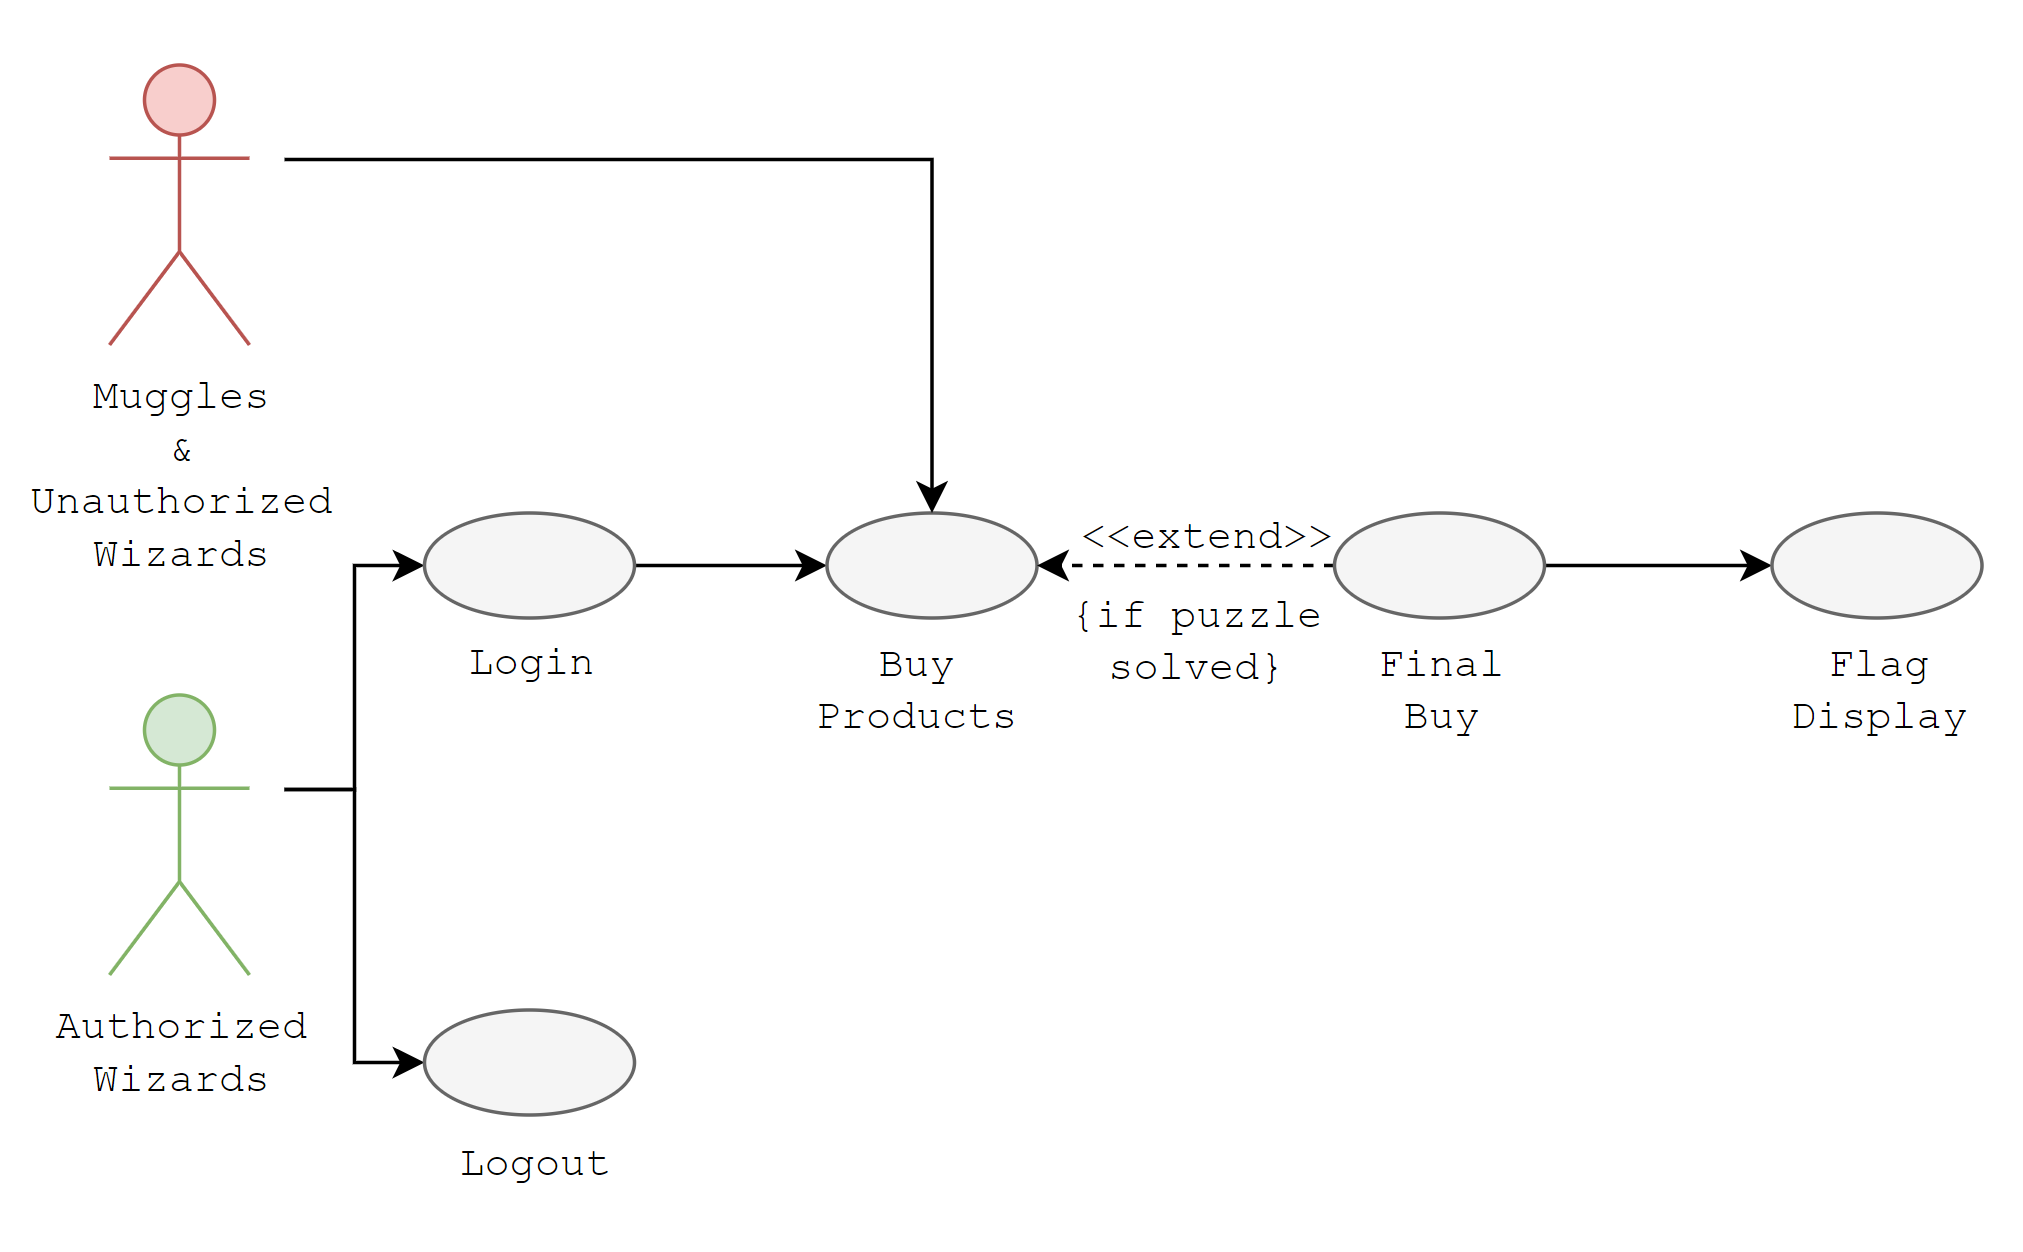 Muggles
&
Unauthorized
Wizards
Login
Buy
Products
<<extend>>
{if puzzle
solved}
Final
Buy
Flag
Display
Authorized
Wizards
Logout